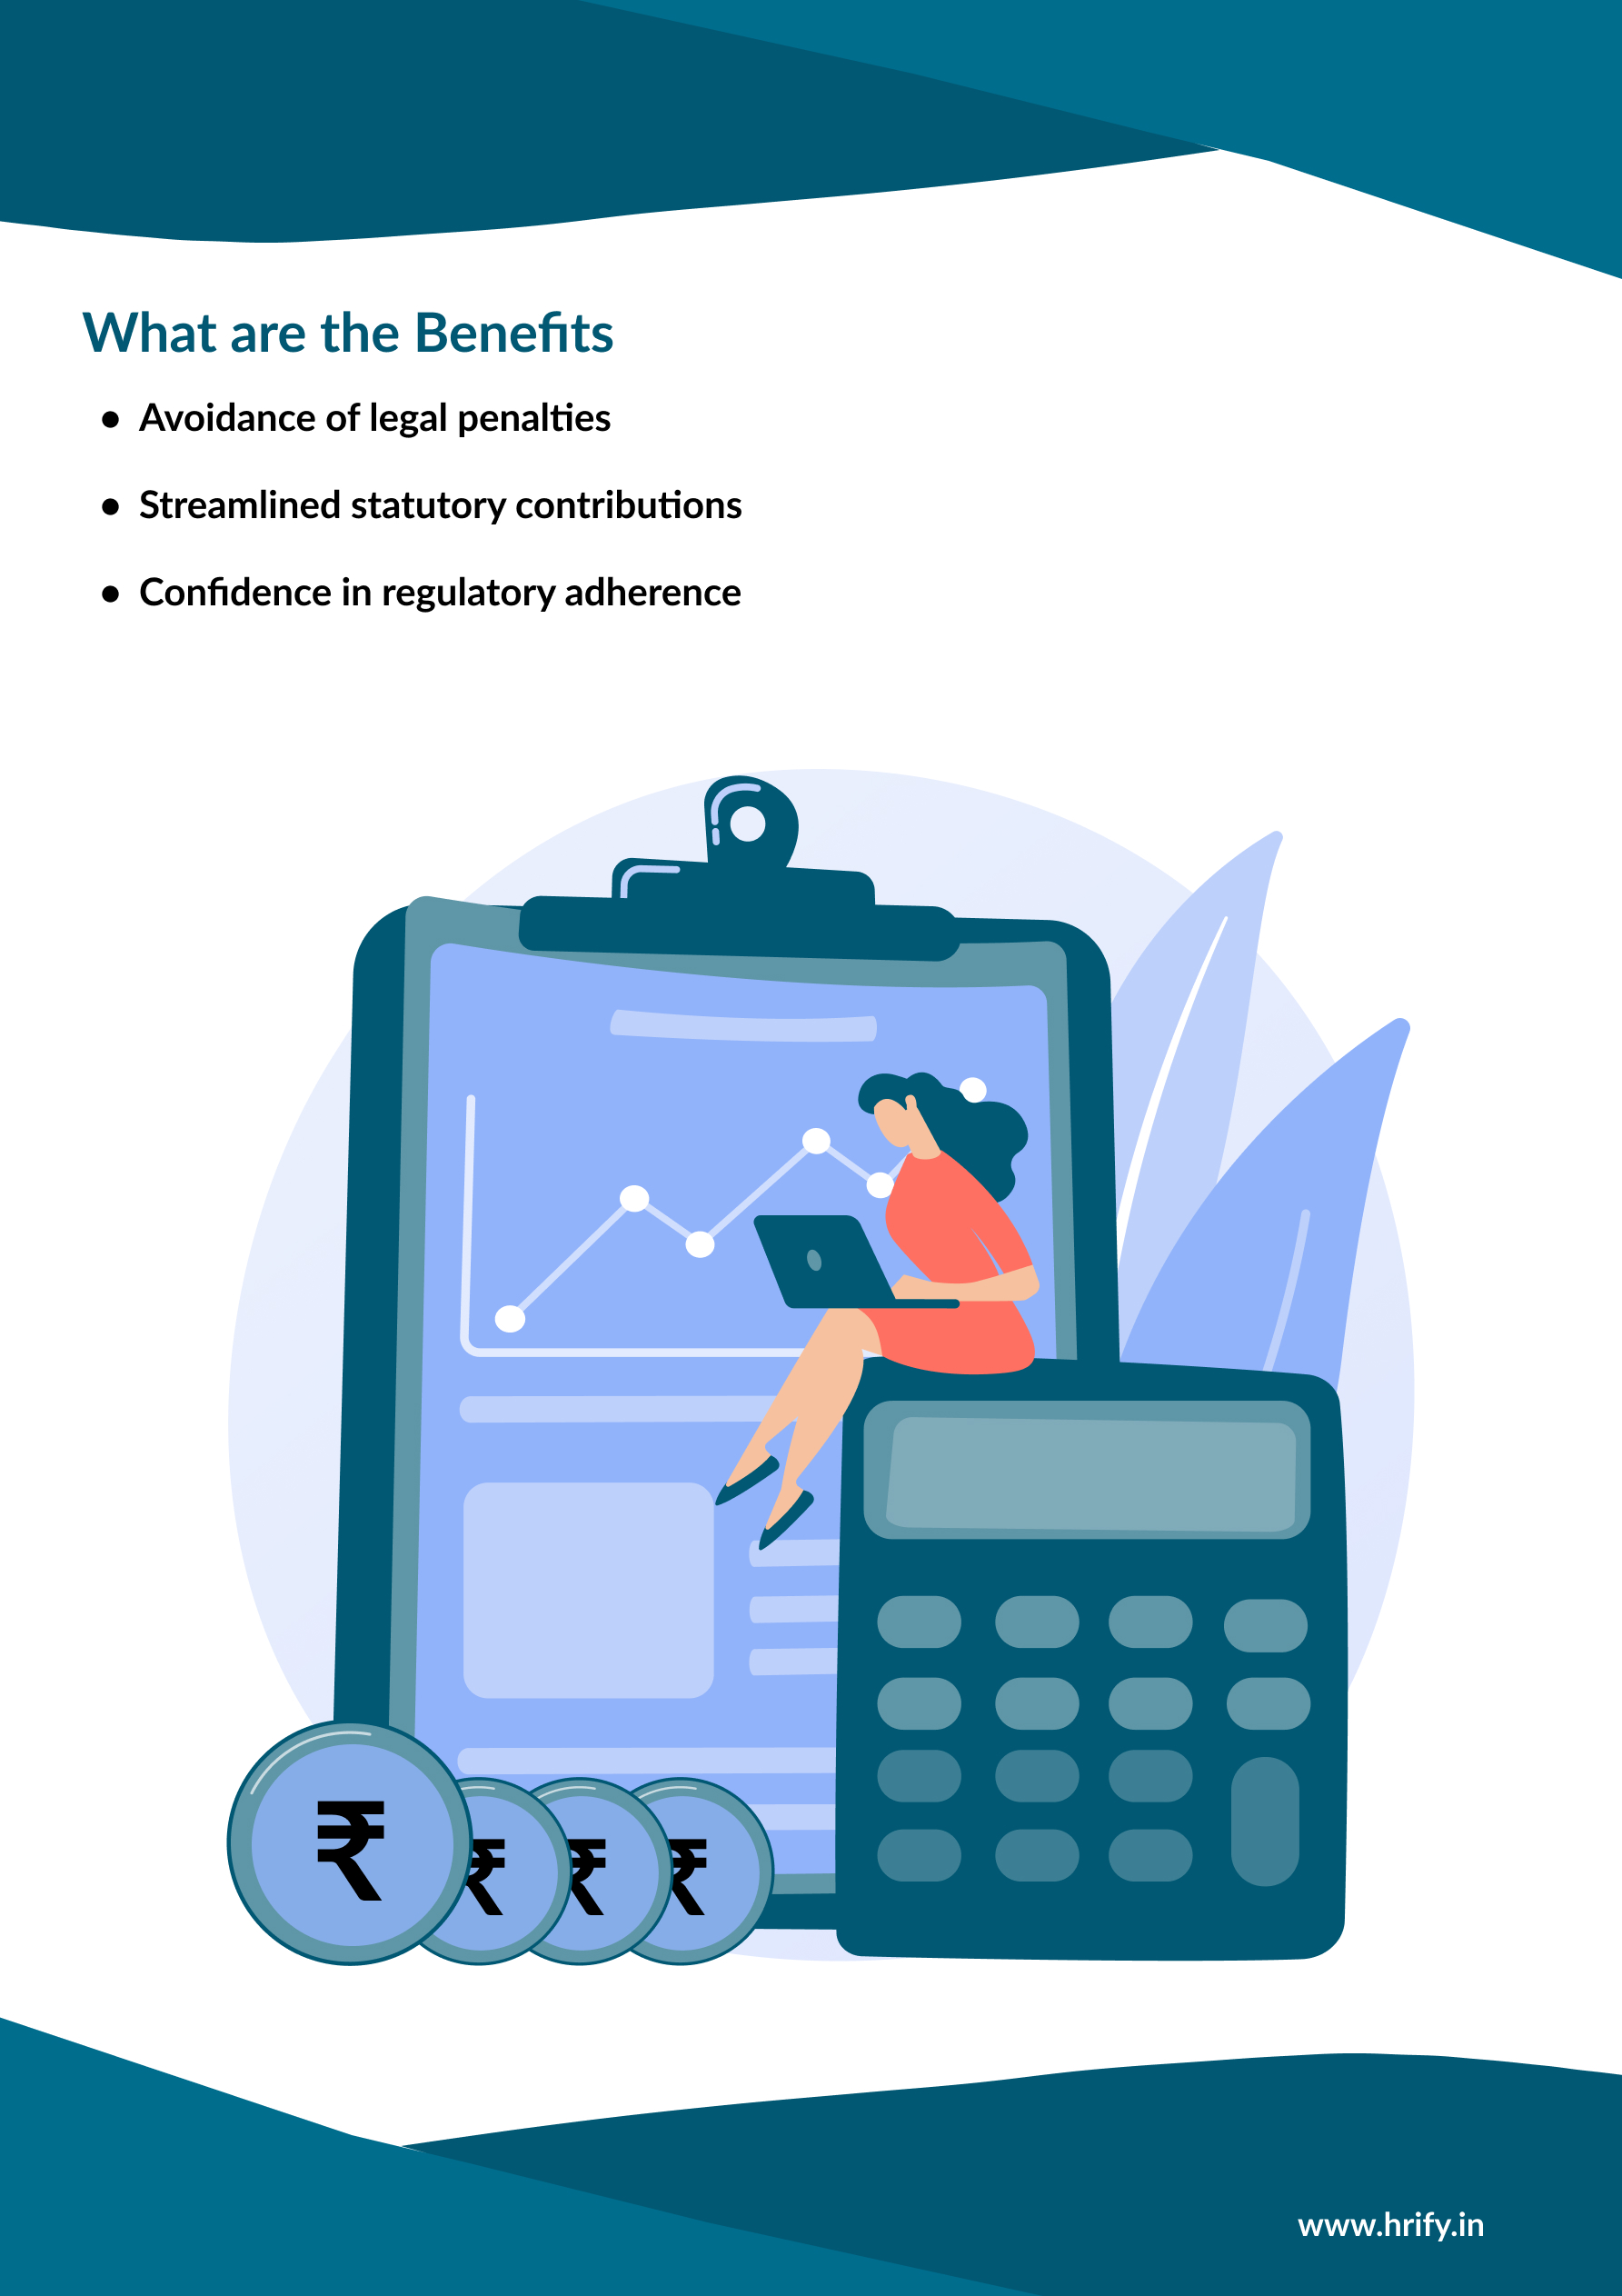 What are the Benefits
● Avoidance of legal penalties
● Streamlined statutory contributions
● Confidence in regulatory adherence
₹ ₹ ₹ ₹
www.hrify.in